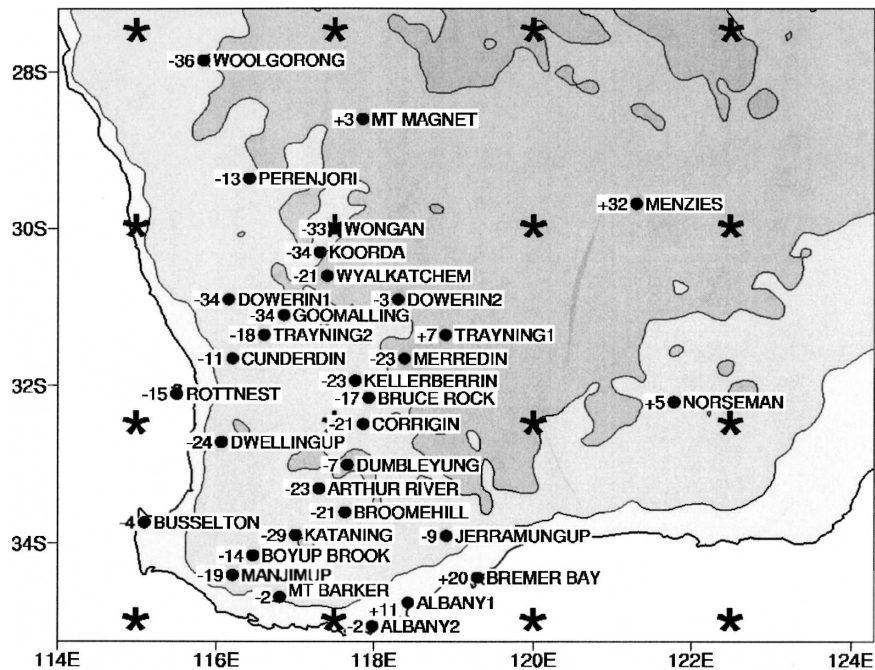 28S
30S
32S
34S
114E 116E 118E 120E 122E 124E
-36 WOOLGORONG
+3 MT MAGNET
-13 PERENJORI
+32 MENZIES
-33 WONGAN
-34 KOORDA
-21 WYALKATCHEM
-34 DOWERIN1
-3 DOWERIN2
-34 GOOMALLING
-18 TRAYNING2
+7 TRAYNING1
-11 CUNDERDIN
-23 MERREDIN
-23 KELLERBERRIN
-15 ROTTNEST
-17 BRUCE ROCK
+5 NORSEMAN
-21 CORRIGIN
-24 DWELLINGUP
-7 DUMBLEYUNG
-23 ARTHUR RIVER
-21 BROOMEHILL
-4 BUSSELTON
-29 KATANING
-9 JERRAMUNGUP
-14 BOYUP BROOK
-19 MANJIMUP
+20 BREMER BAY
-2 MT BARKER
+11 ALBANY1
-2 ALBANY2